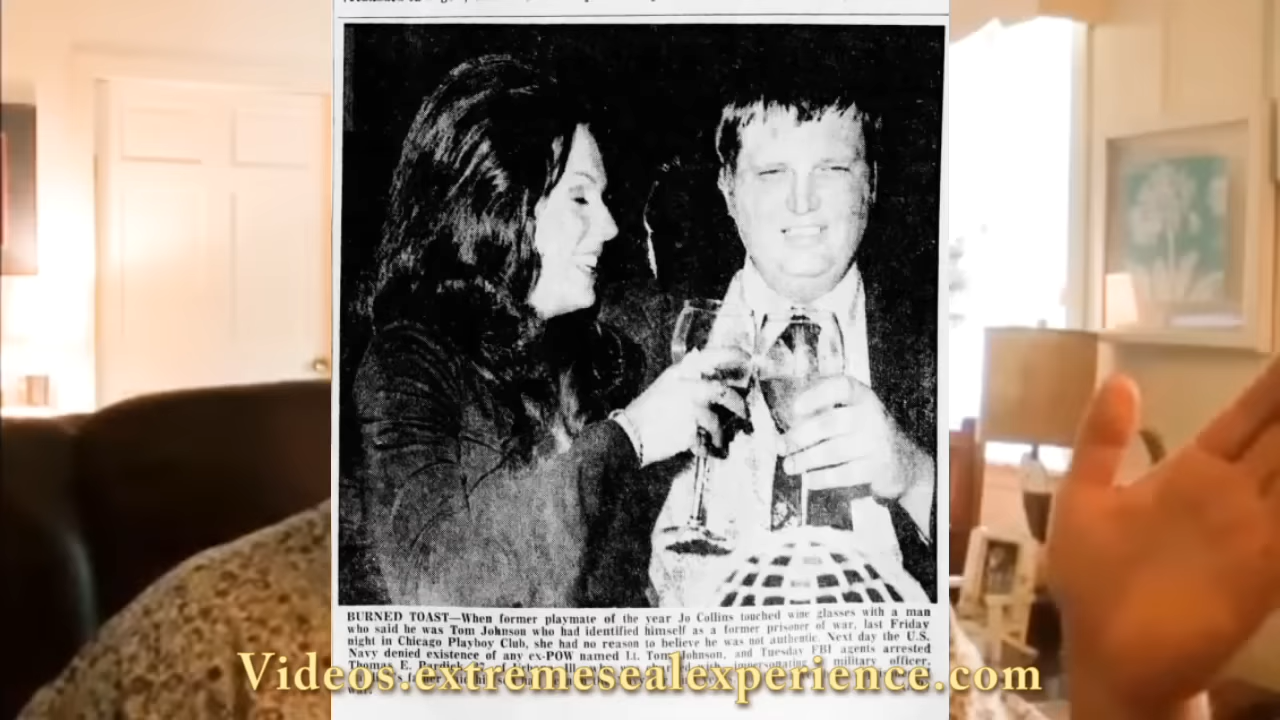 BURNED TOAST—When former playmate of the year Jo Collins touched wine glasses with a man
who said he was Tom Johnson who had identified himself as a former prisoner of war, last Friday
night in Chicago Playboy Club, she had no reason to believe he was not authentic. Next day the U.S.
Navy denied existence of any ex-POW named Lt. Tom Johnson, and Tuesday FBI agents arrested
Thomas E. impersonating a military officer,
Videos.extremesealexperience.com